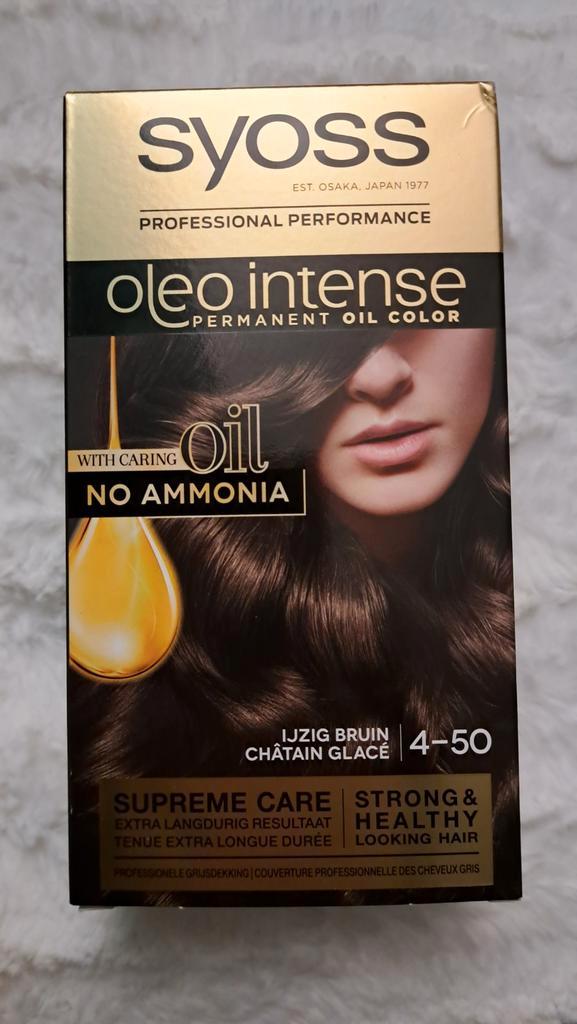 syoss
EST. OSAKA, JAPAN 1977
PROFESSIONAL PERFORMANCE
oleo intense
PERMANENT OIL COLOR
WITH CARING oil
NO AMMONIA
IJZIG BRUIN
CHÂTAIN GLACÉ
4-50
SUPREME CARE
EXTRA LANGDURIG RESULTAAT
TENUE EXTRA LONGUE DURÉE
STRONG &
HEALTHY
LOOKING HAIR
PROFESSIONELE GRIJSDEKKING | COUVERTURE PROFESSIONNELLE DES CHEVEUX GRIS